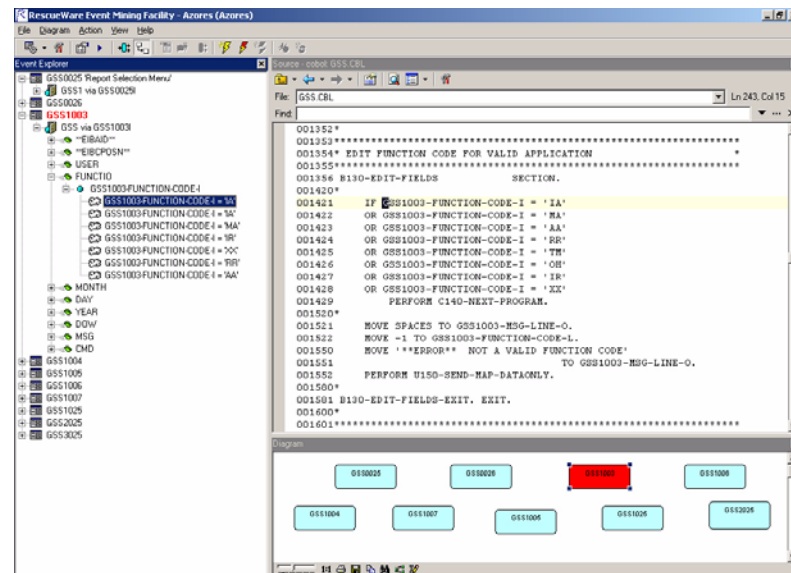 RescueWare Event Mining Facility - Azores (Azores)
File Diagram Action View Help
Event Explorer
GSS0025 'Report Selection Menu'
GSS1 via GSS0025I
GSS0026
GSS1003
GSS via GSS1003I
"EIBAID"
"EIBCPOSN"
USER
FUNCTIO
GSS1003-FUNCTION-CODE-I
GSS1003-FUNCTION-CODE-I = 'IA'
GSS1003-FUNCTION-CODE-I = 'IA'
GSS1003-FUNCTION-CODE-I = 'MA'
GSS1003-FUNCTION-CODE-I = 'IR'
GSS1003-FUNCTION-CODE-I = 'XX'
GSS1003-FUNCTION-CODE-I = 'RR'
GSS1003-FUNCTION-CODE-I = 'AA'
MONTH
DAY
YEAR
DOW
MSG
CMD
GSS1004
GSS1005
GSS1006
GSS1007
GSS1025
GSS2025
GSS3025
Source - cobol: GSS.CBL
File: GSS.CBL Ln 243, Col 15
Find:
001352*
001353****************************************************************
001354* EDIT FUNCTION CODE FOR VALID APPLICATION *
001355****************************************************************
001356 B130-EDIT-FIELDS SECTION.
001420*
001421 IF GSS1003-FUNCTION-CODE-I = 'IA'
001422 OR GSS1003-FUNCTION-CODE-I = 'MA'
001423 OR GSS1003-FUNCTION-CODE-I = 'AA'
001424 OR GSS1003-FUNCTION-CODE-I = 'RR'
001425 OR GSS1003-FUNCTION-CODE-I = 'TM'
001426 OR GSS1003-FUNCTION-CODE-I = 'OH'
001427 OR GSS1003-FUNCTION-CODE-I = 'IR'
001428 OR GSS1003-FUNCTION-CODE-I = 'XX'
001429 PERFORM C140-NEXT-PROGRAM.
001520*
001521 MOVE SPACES TO GSS1003-MSG-LINE-O.
001522 MOVE -1 TO GSS1003-FUNCTION-CODE-L.
001550 MOVE '**ERROR** NOT A VALID FUNCTION CODE'
001551 TO GSS1003-MSG-LINE-O.
001552 PERFORM U150-SEND-MAP-DATAONLY.
001580*
001581 B130-EDIT-FIELDS-EXIT. EXIT.
001600*
001601****************************************************************
Diagram
GSS0025 GSS0026 GSS1003 GSS1006
GSS1004 GSS1007 GSS1005 GSS1025 GSS2025